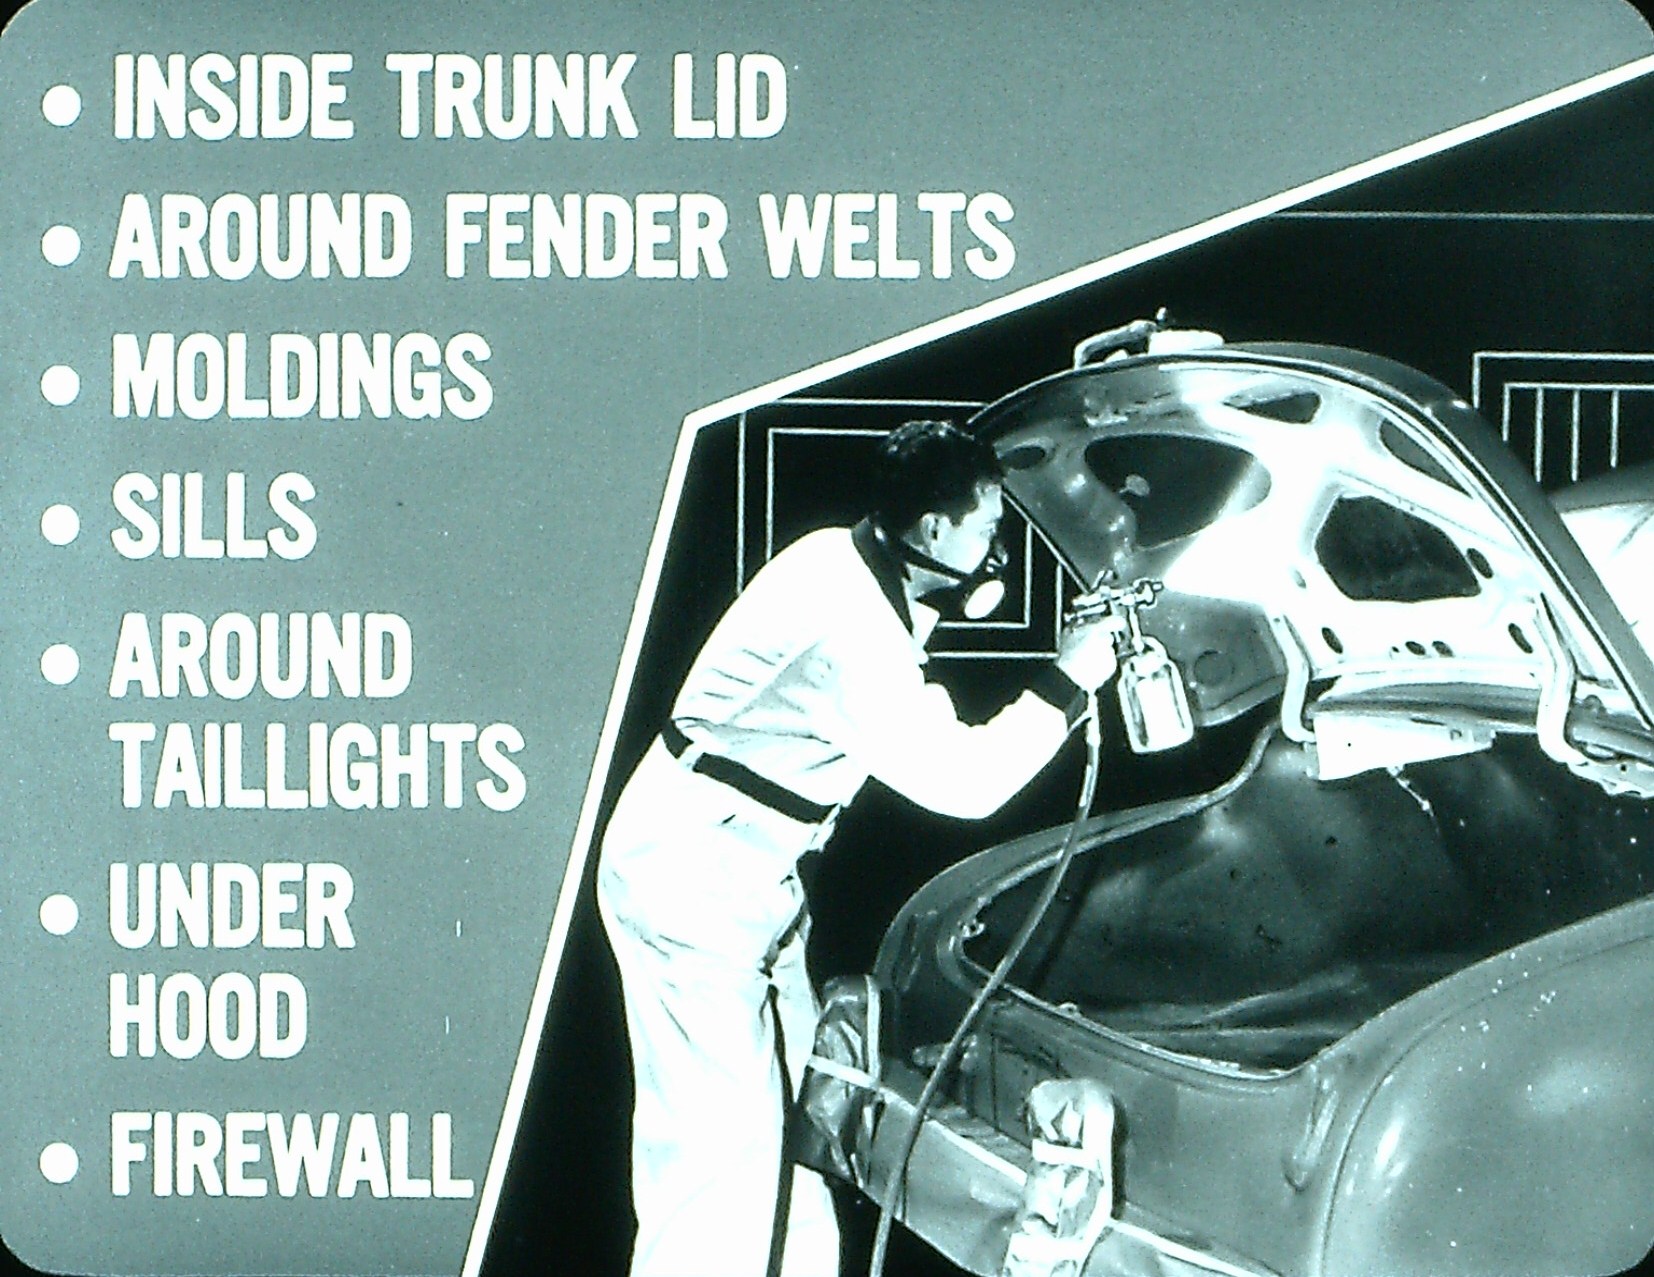 • INSIDE TRUNK LID
• AROUND FENDER WELTS
• MOLDINGS
• SILLS
• AROUND
TAILLIGHTS
• UNDER
HOOD
• FIREWALL